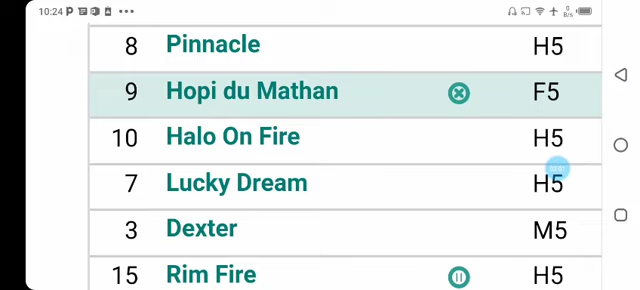 10:24
0
B/s
8 Pinnacle H5
9 Hopi du Mathan F5
10 Halo On Fire H5
7 Lucky Dream H5
3 Dexter M5
15 Rim Fire H5